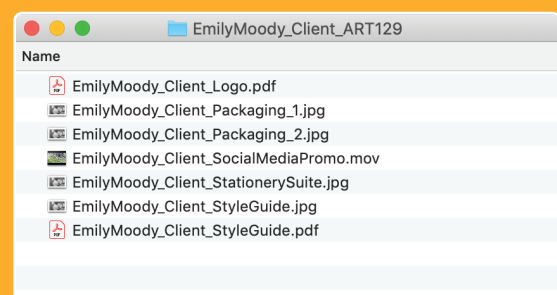 EmilyMoody_Client_ART129
Name
EmilyMoody_Client_Logo.pdf
EmilyMoody_Client_Packaging_1.jpg
EmilyMoody_Client_Packaging_2.jpg
EmilyMoody_Client_SocialMediaPromo.mov
EmilyMoody_Client_StationerySuite.jpg
EmilyMoody_Client_StyleGuide.jpg
EmilyMoody_Client_StyleGuide.pdf